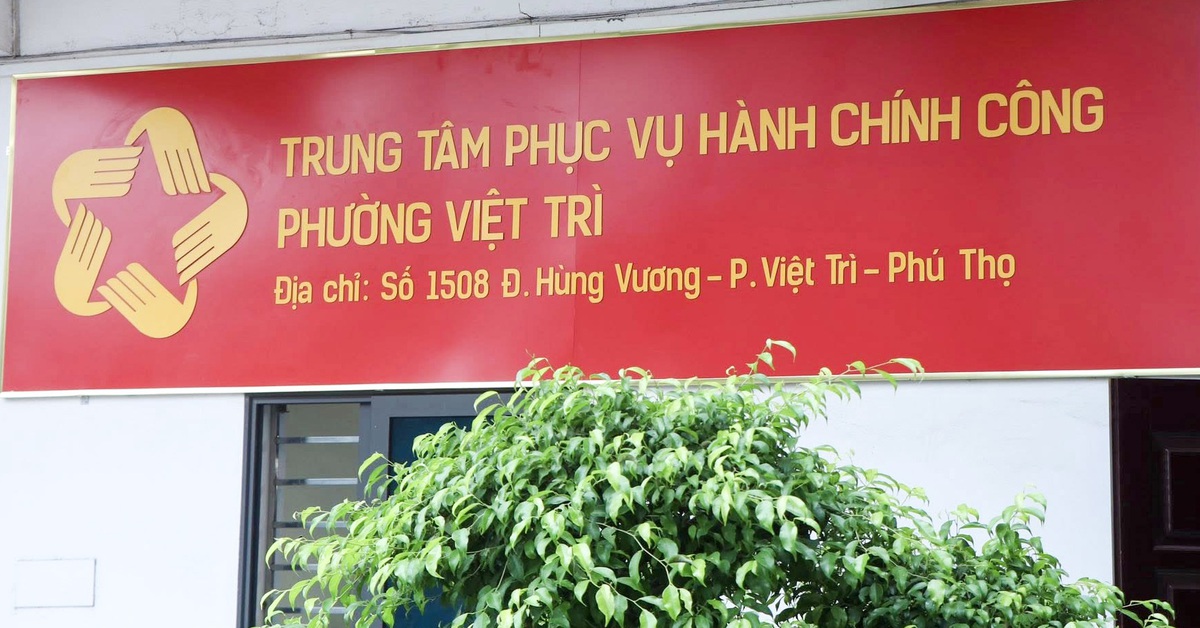 TRUNG TÂM PHỤC VỤ HÀNH CHÍNH CÔNG
PHƯỜNG VIỆT TRÌ
Địa chỉ: Số 1508 Đ. Hùng Vương – P. Việt Trì – Phú Thọ